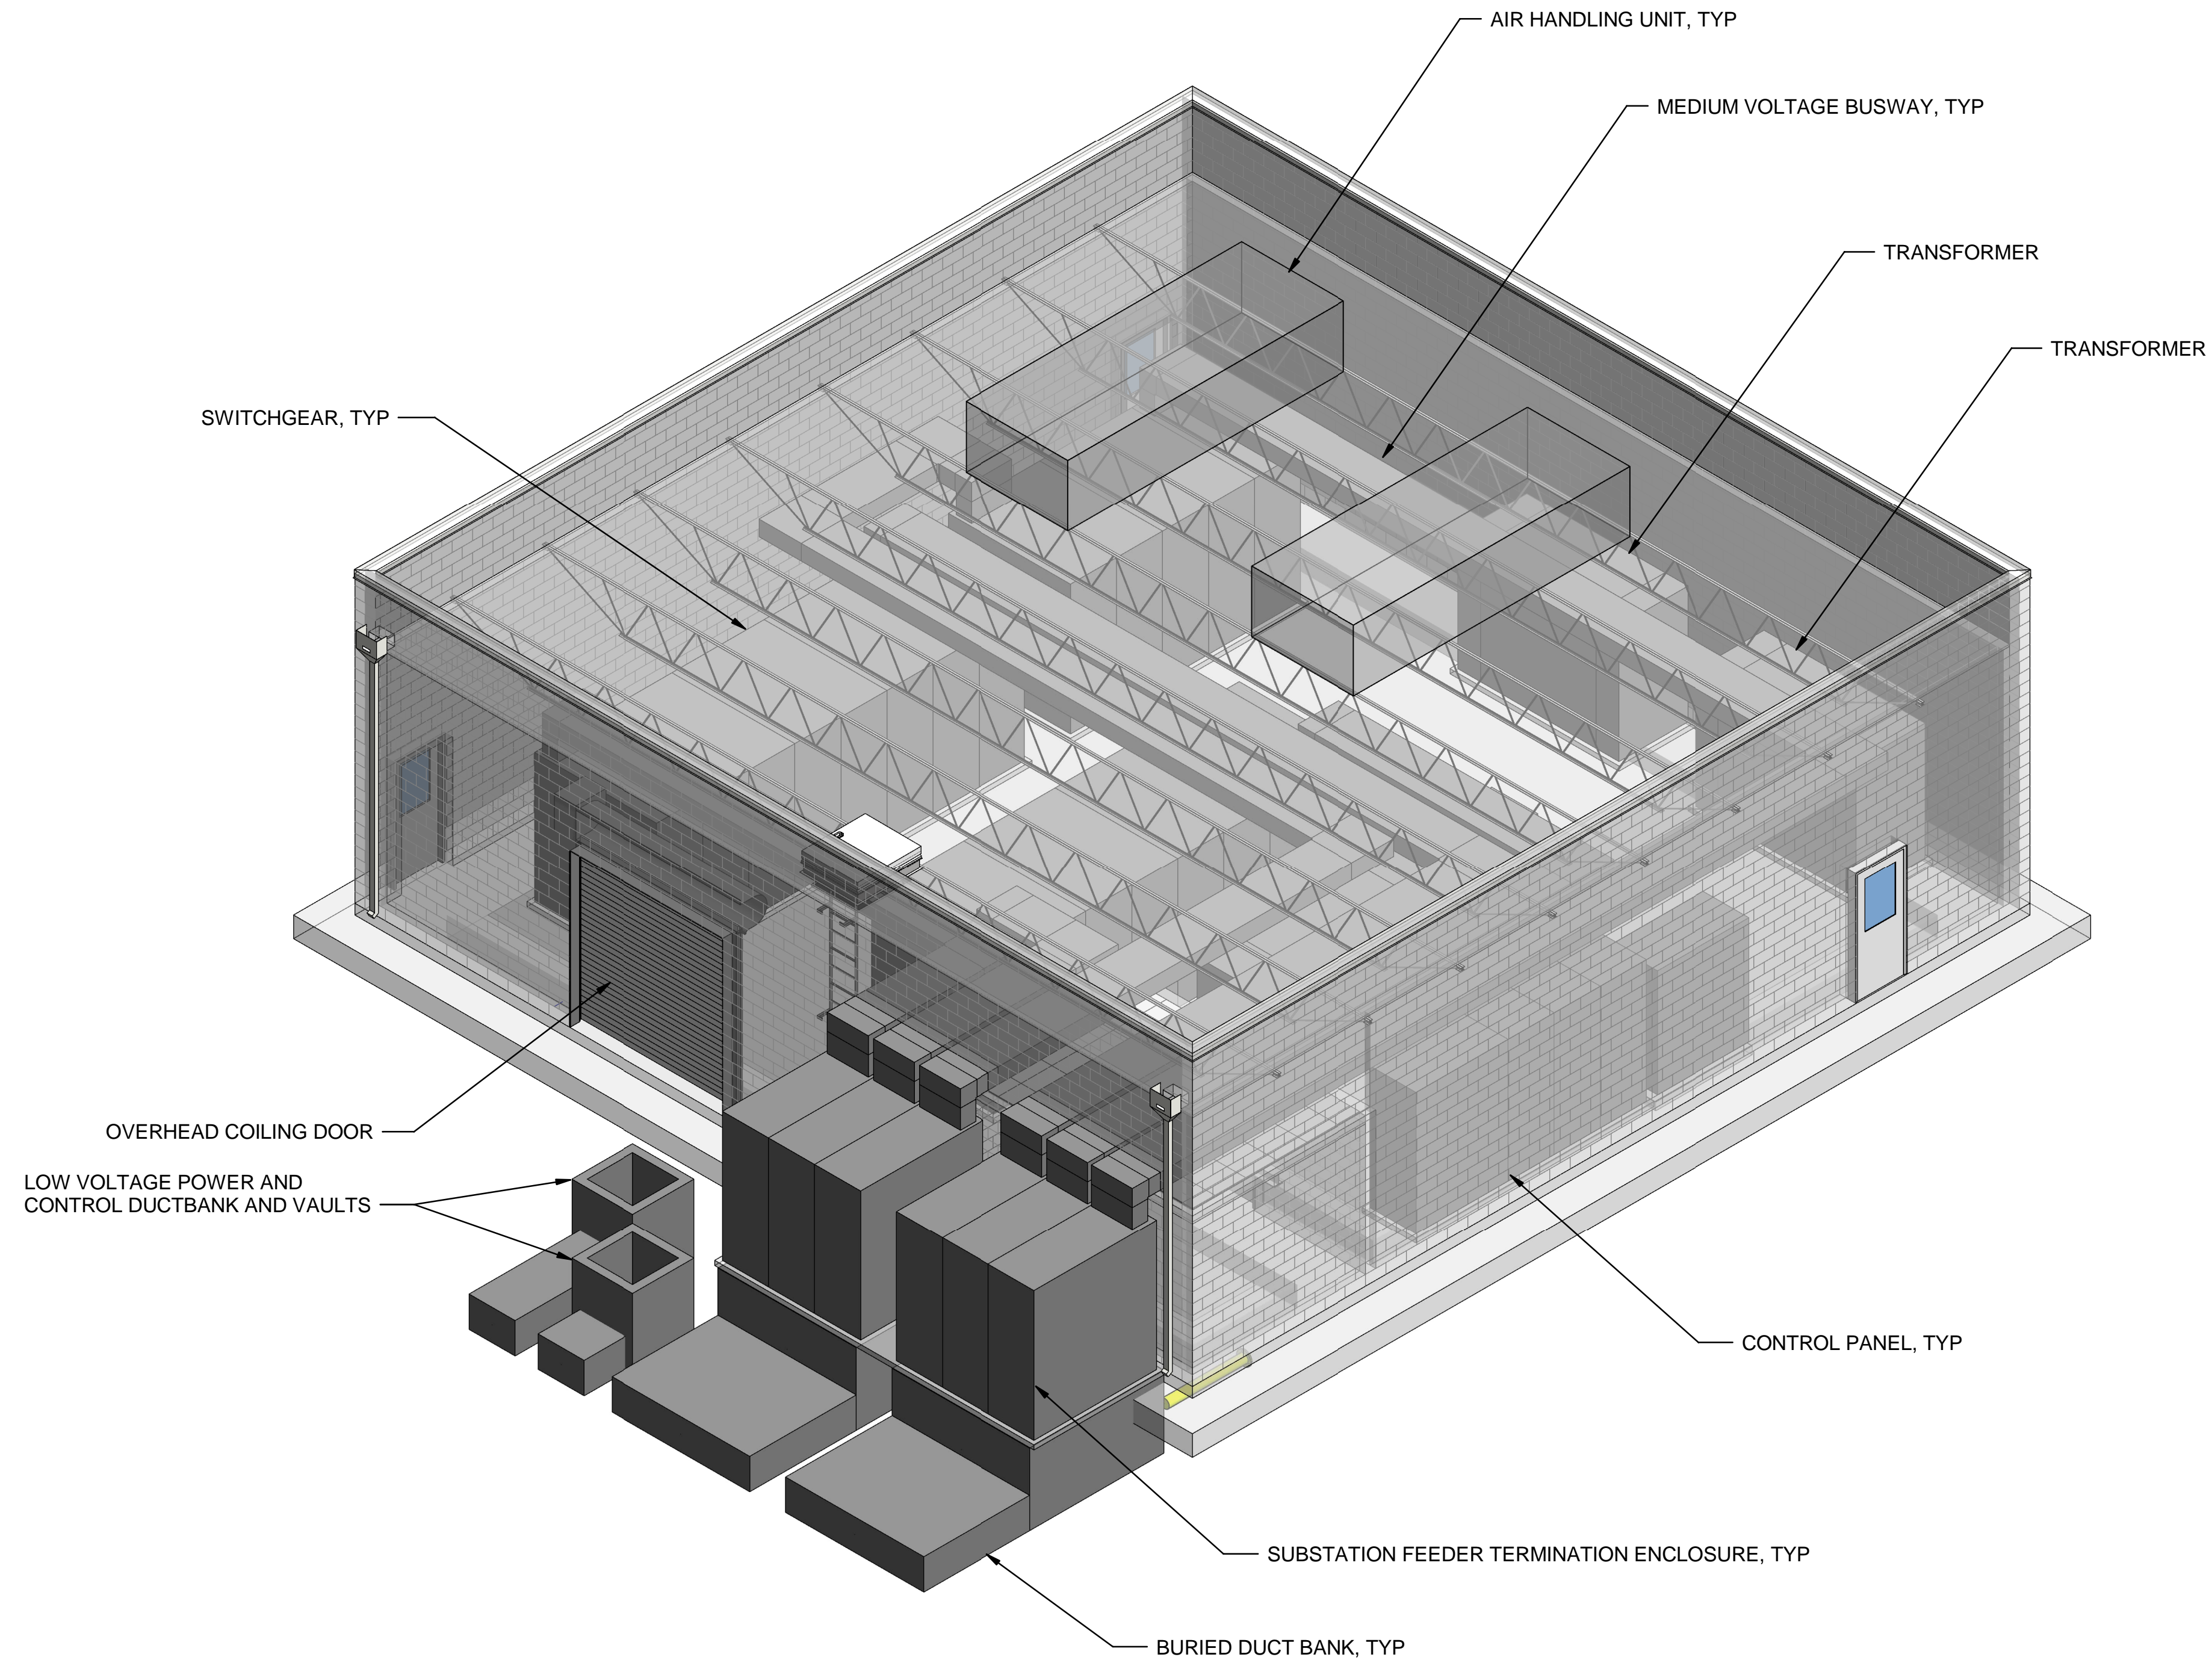 AIR HANDLING UNIT, TYP
MEDIUM VOLTAGE BUSWAY, TYP
TRANSFORMER
TRANSFORMER
SWITCHGEAR, TYP
OVERHEAD COILING DOOR
LOW VOLTAGE POWER AND
CONTROL DUCTBANK AND VAULTS
CONTROL PANEL, TYP
SUBSTATION FEEDER TERMINATION ENCLOSURE, TYP
BURIED DUCT BANK, TYP